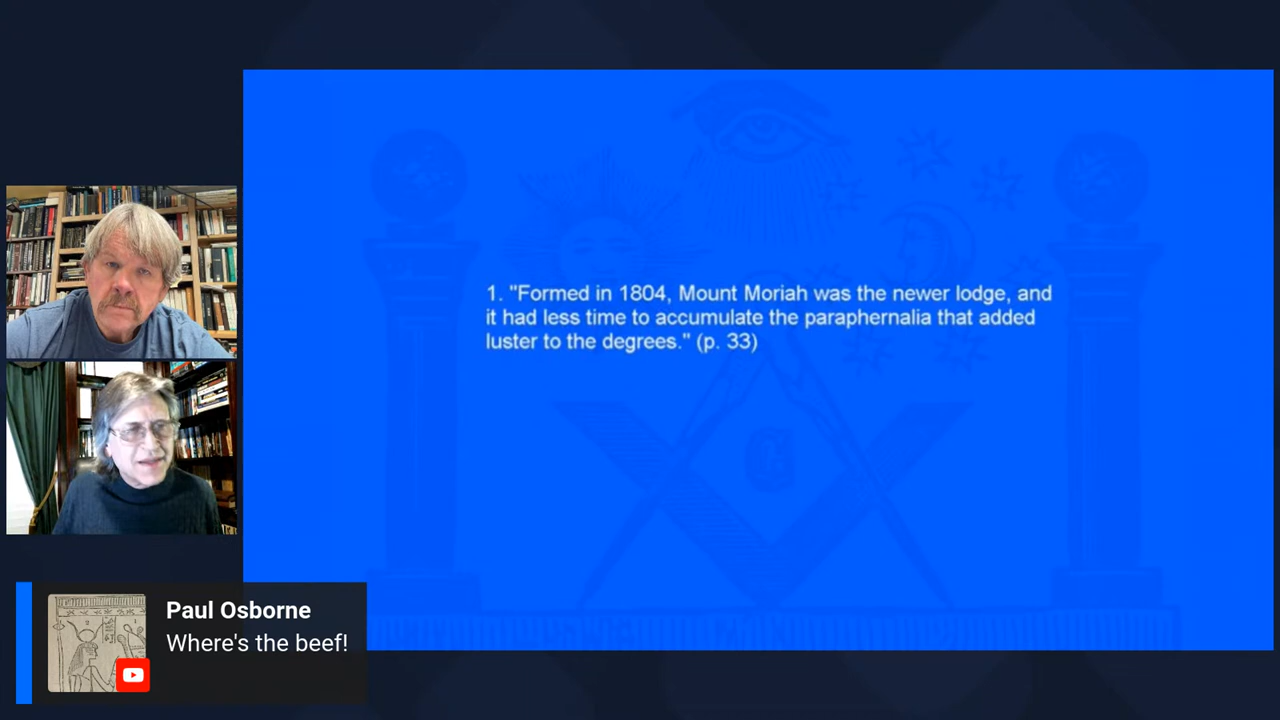 1. "Formed in 1804, Mount Moriah was the newer lodge, and
it had less time to accumulate the paraphernalia that added
luster to the degrees." (p. 33)
Paul Osborne
Where's the beef!